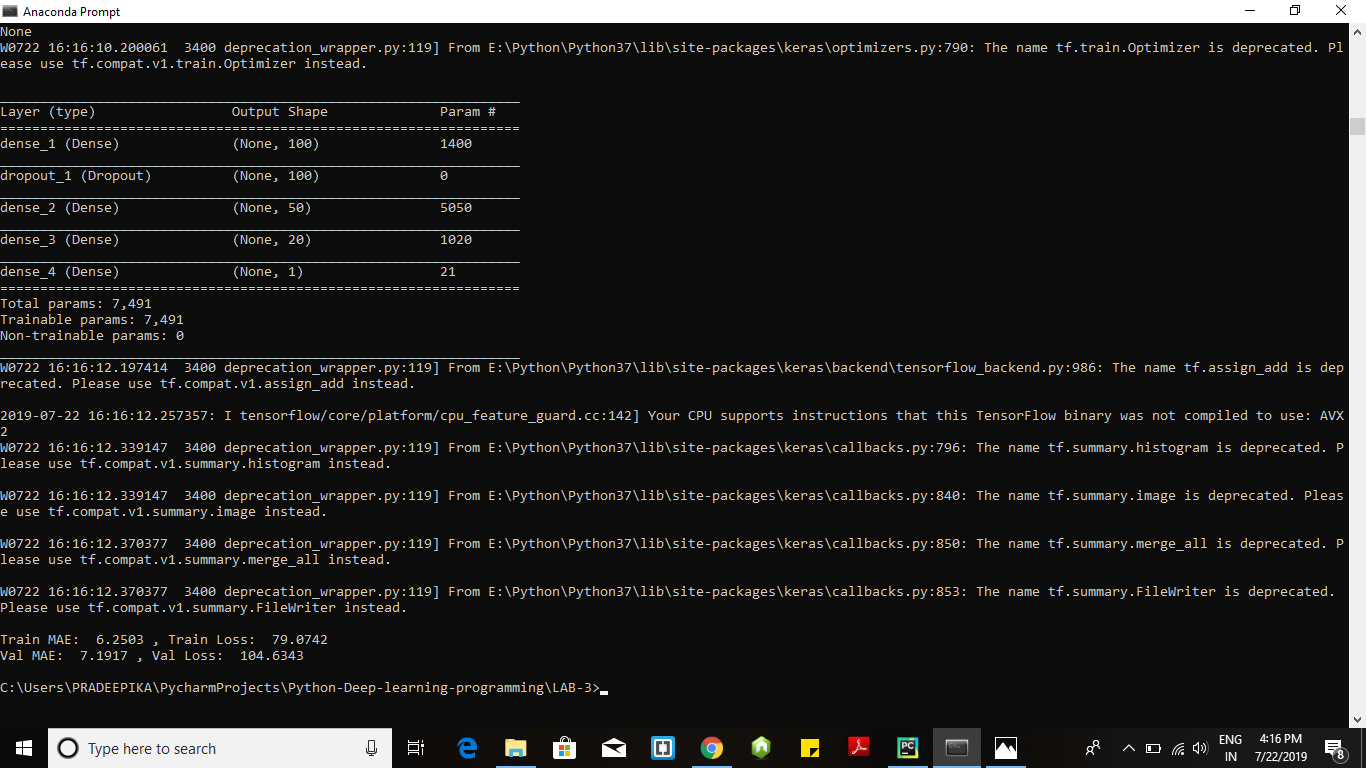 Anaconda Prompt
None
W0722 16:16:10.200061  3400 deprecation_wrapper.py:119] From E:\Python\Python37\lib\site-packages\keras\optimizers.py:790: The name tf.train.Optimizer is deprecated. Pl
ease use tf.compat.v1.train.Optimizer instead.
_________________________________________________________________
Layer (type)                 Output Shape              Param #
=================================================================
dense_1 (Dense)              (None, 100)               1400
_________________________________________________________________
dropout_1 (Dropout)          (None, 100)               0
_________________________________________________________________
dense_2 (Dense)              (None, 50)                5050
_________________________________________________________________
dense_3 (Dense)              (None, 20)                1020
_________________________________________________________________
dense_4 (Dense)              (None, 1)                 21
=================================================================
Total params: 7,491
Trainable params: 7,491
Non-trainable params: 0
_________________________________________________________________
W0722 16:16:12.197414  3400 deprecation_wrapper.py:119] From E:\Python\Python37\lib\site-packages\keras\backend\tensorflow_backend.py:986: The name tf.assign_add is dep
recated. Please use tf.compat.v1.assign_add instead.
2019-07-22 16:16:12.257357: I tensorflow/core/platform/cpu_feature_guard.cc:142] Your CPU supports instructions that this TensorFlow binary was not compiled to use: AVX
2
W0722 16:16:12.339147  3400 deprecation_wrapper.py:119] From E:\Python\Python37\lib\site-packages\keras\callbacks.py:796: The name tf.summary.histogram is deprecated. P
lease use tf.compat.v1.summary.histogram instead.
W0722 16:16:12.339147  3400 deprecation_wrapper.py:119] From E:\Python\Python37\lib\site-packages\keras\callbacks.py:840: The name tf.summary.image is deprecated. Pleas
e use tf.compat.v1.summary.image instead.
W0722 16:16:12.370377  3400 deprecation_wrapper.py:119] From E:\Python\Python37\lib\site-packages\keras\callbacks.py:850: The name tf.summary.merge_all is deprecated. P
lease use tf.compat.v1.summary.merge_all instead.
W0722 16:16:12.370377  3400 deprecation_wrapper.py:119] From E:\Python\Python37\lib\site-packages\keras\callbacks.py:853: The name tf.summary.FileWriter is deprecated.
Please use tf.compat.v1.summary.FileWriter instead.
Train MAE:  6.2503 , Train Loss:  79.0742
Val MAE:  7.1917 , Val Loss:  104.6343
C:\Users\PRADEEPIKA\PycharmProjects\Python-Deep-learning-programming\LAB-3>
Type here to search
PC
ENG
IN
4:16 PM
7/22/2019
8